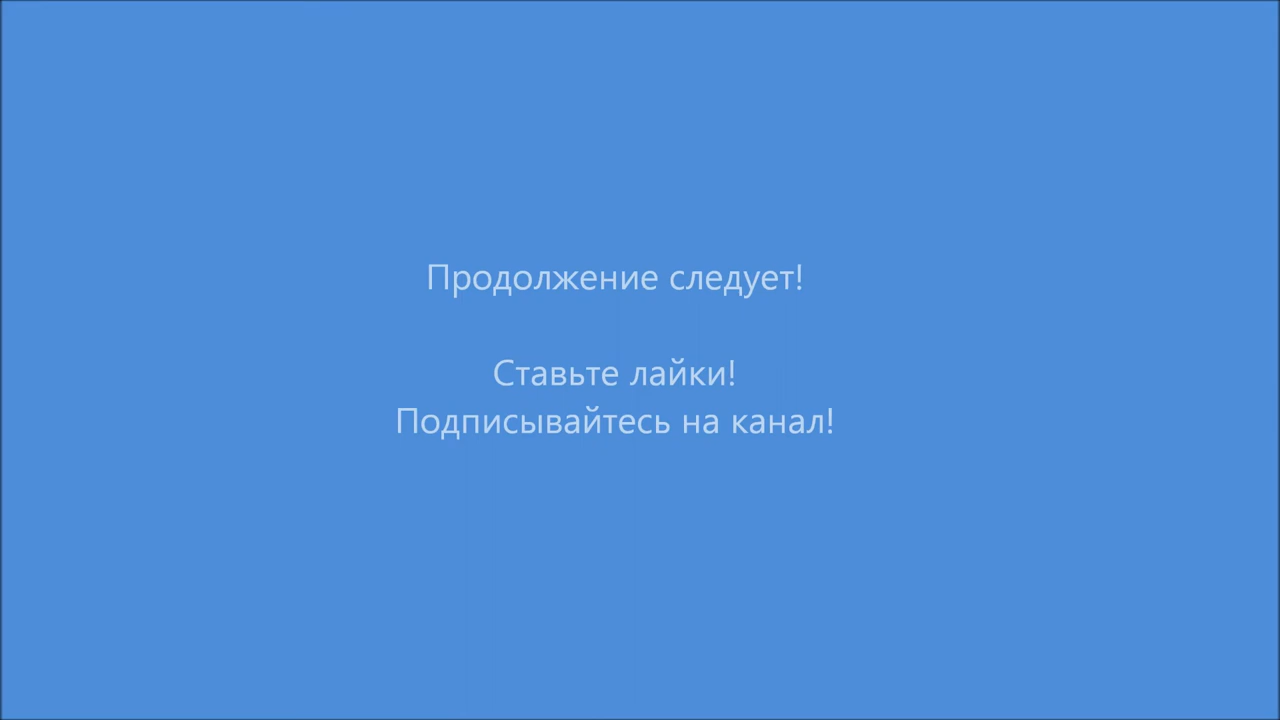 Продолжение следует!
Ставьте лайки!
Подписывайтесь на канал!